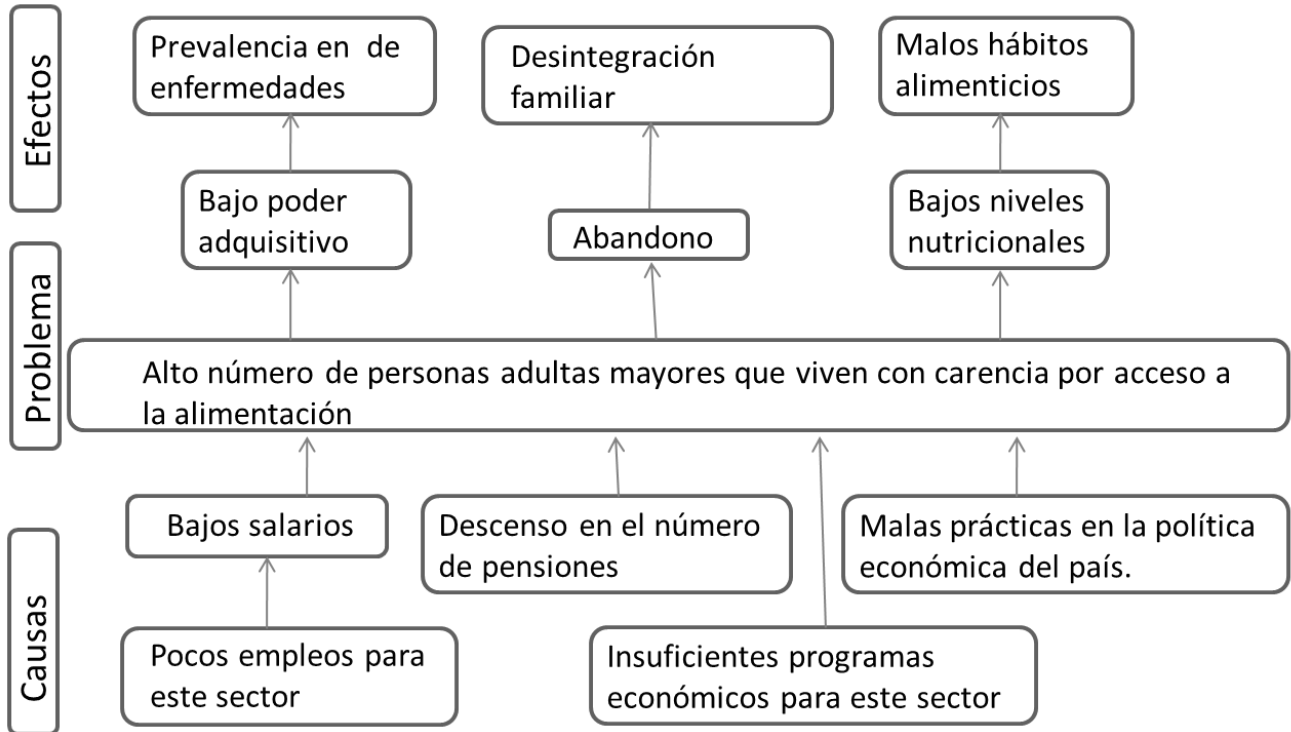 Efectos
Prevalencia en de
enfermedades
Desintegración
familiar
Malos hábitos
alimenticios
Bajo poder
adquisitivo
Abandono
Bajos niveles
nutricionales
Problema
Alto número de personas adultas mayores que viven con carencia por acceso a
la alimentación
Causas
Bajos salarios
Descenso en el número
de pensiones
Malas prácticas en la política
económica del país.
Pocos empleos para
este sector
Insuficientes programas
económicos para este sector